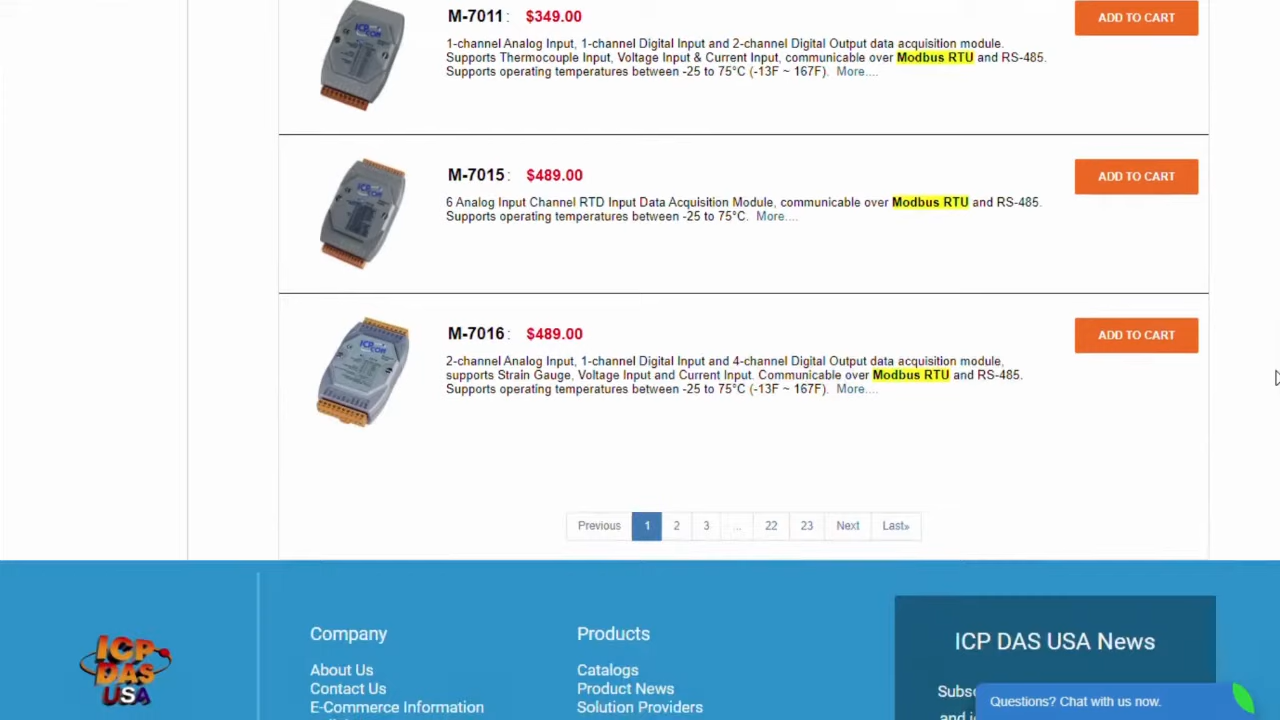 M-7011: $349.00
ADD TO CART
1-channel Analog Input, 1-channel Digital Input and 2-channel Digital Output data acquisition module.
Supports Thermocouple Input, Voltage Input & Current Input, communicable over Modbus RTU and RS-485.
Supports operating temperatures between -25 to 75°C (-13F ~ 167F). More....
M-7015: $489.00
ADD TO CART
6 Analog Input Channel RTD Input Data Acquisition Module, communicable over Modbus RTU and RS-485.
Supports operating temperatures between -25 to 75°C. More....
M-7016: $489.00
ADD TO CART
2-channel Analog Input, 1-channel Digital Input and 4-channel Digital Output data acquisition module,
supports Strain Gauge, Voltage Input and Current Input. Communicable over Modbus RTU and RS-485.
Supports operating temperatures between -25 to 75°C (-13F ~ 167F). More....
Previous 1 2 3 ... 22 23 Next Last»
ICP
DAS
USA
Company
About Us
Contact Us
E-Commerce Information
Products
Catalogs
Product News
Solution Providers
ICP DAS USA News
Subsc
and i
Questions? Chat with us now.